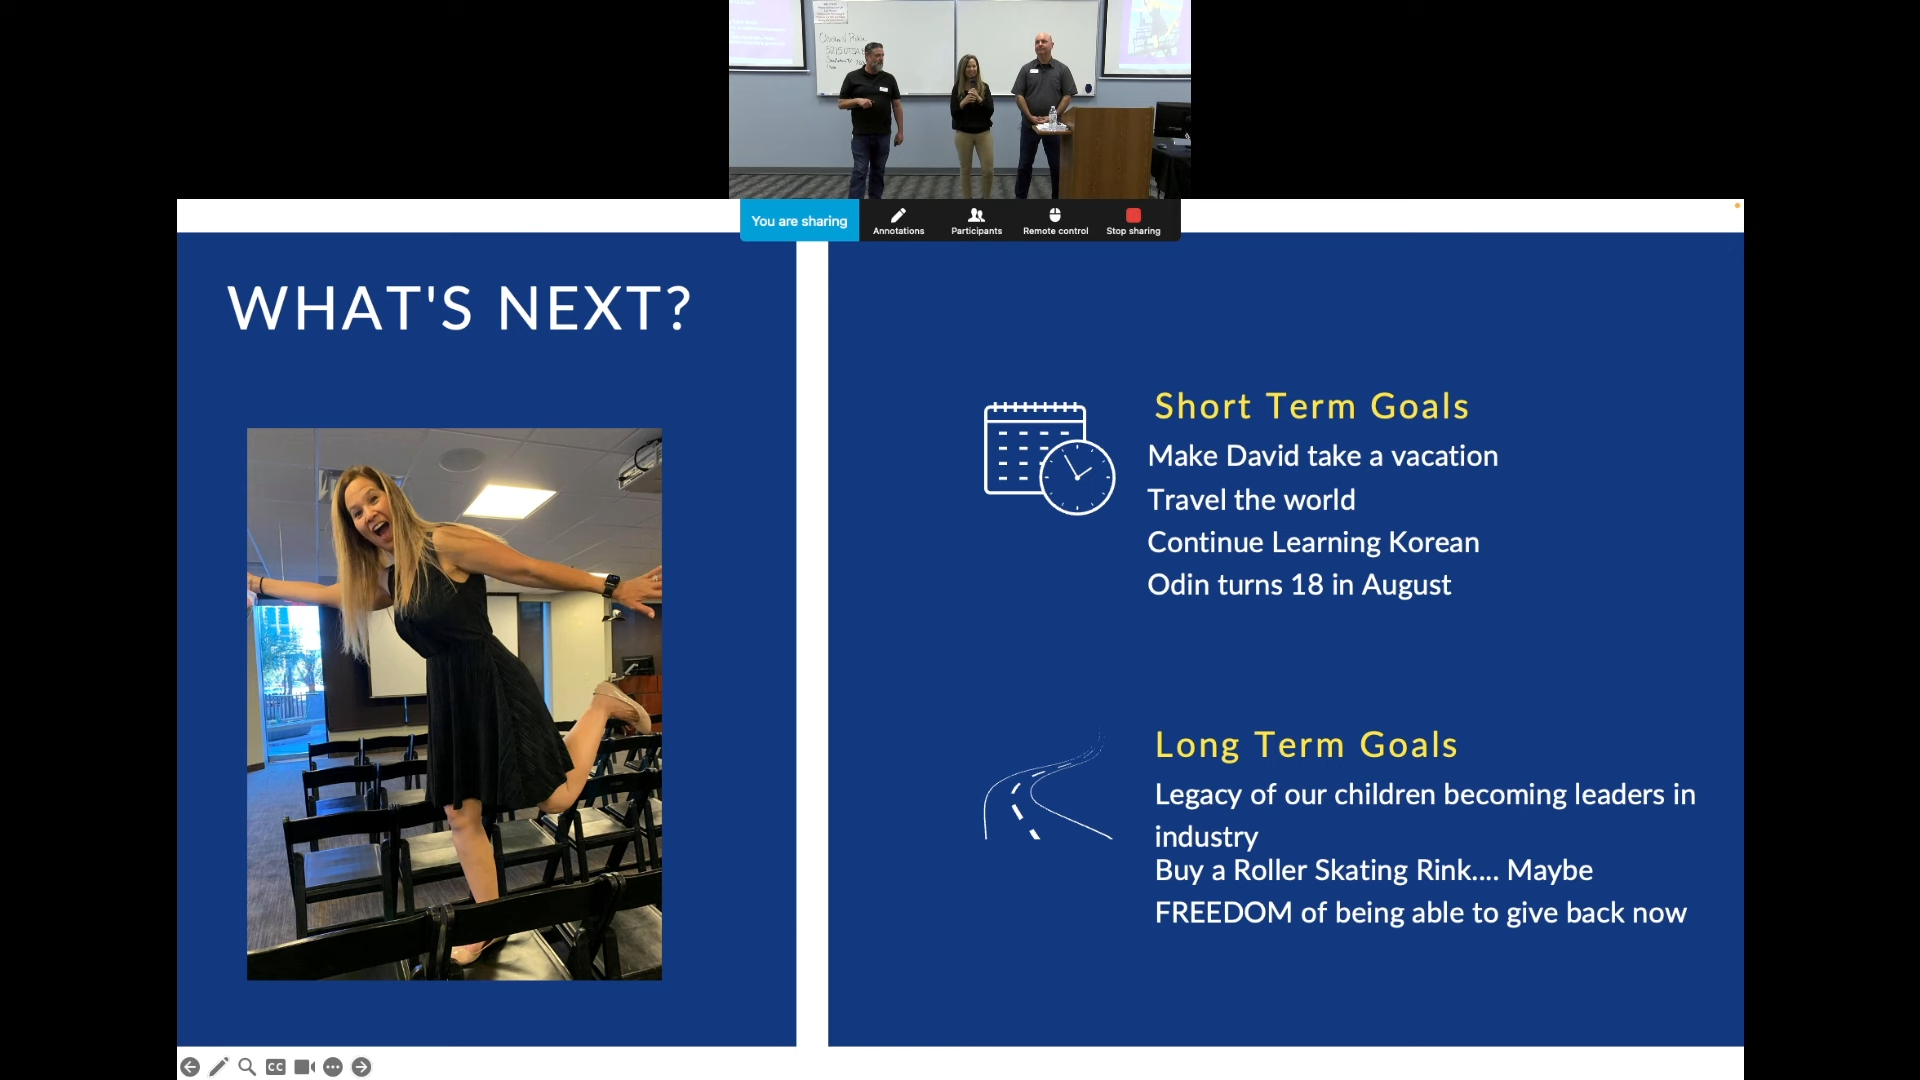 You are sharing
Annotations
Participants
Remote control
Stop sharing
WHAT'S NEXT?
Short Term Goals
Make David take a vacation
Travel the world
Continue Learning Korean
Odin turns 18 in August
Long Term Goals
Legacy of our children becoming leaders in
industry
Buy a Roller Skating Rink.... Maybe
FREEDOM of being able to give back now
CC